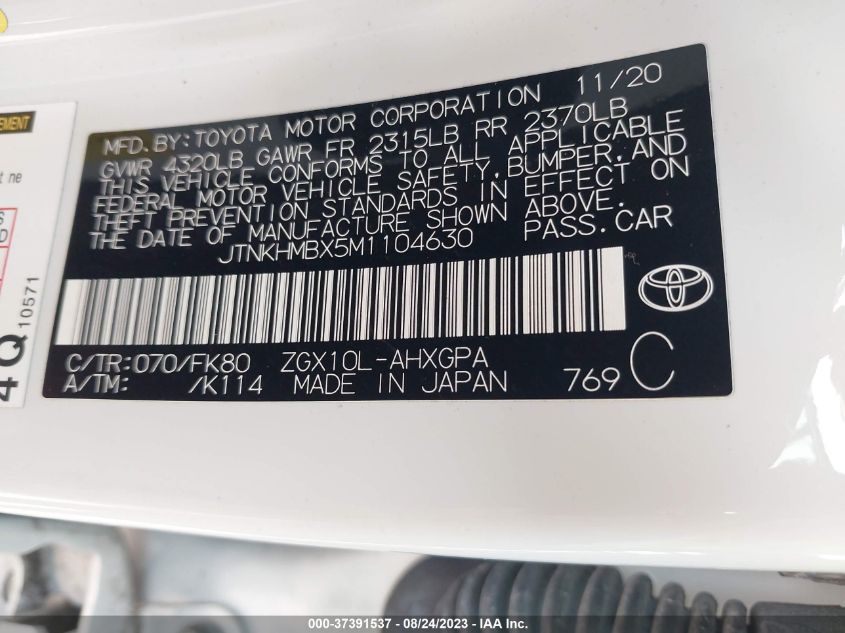 EMENT
t ne
S
D
4Q
10571
MFD.BY:TOYOTA MOTOR CORPORATION 11/20
GVWR 4320LB GAWR FR 2315LB RR 2370LB
THIS VEHICLE CONFORMS TO ALL APPLICABLE
FEDERAL MOTOR VEHICLE SAFETY,BUMPER,AND
THEFT PREVENTION STANDARDS IN EFFECT ON
THE DATE OF MANUFACTURE SHOWN ABOVE.
JTNKHMBX5M1104630 PASS.CAR
C/TR:070/FK80 ZGX10L-AHXGPA
A/TM: /K114 MADE IN JAPAN 769 C
000-37391537 — 08/24/2023 — IAA Inc.